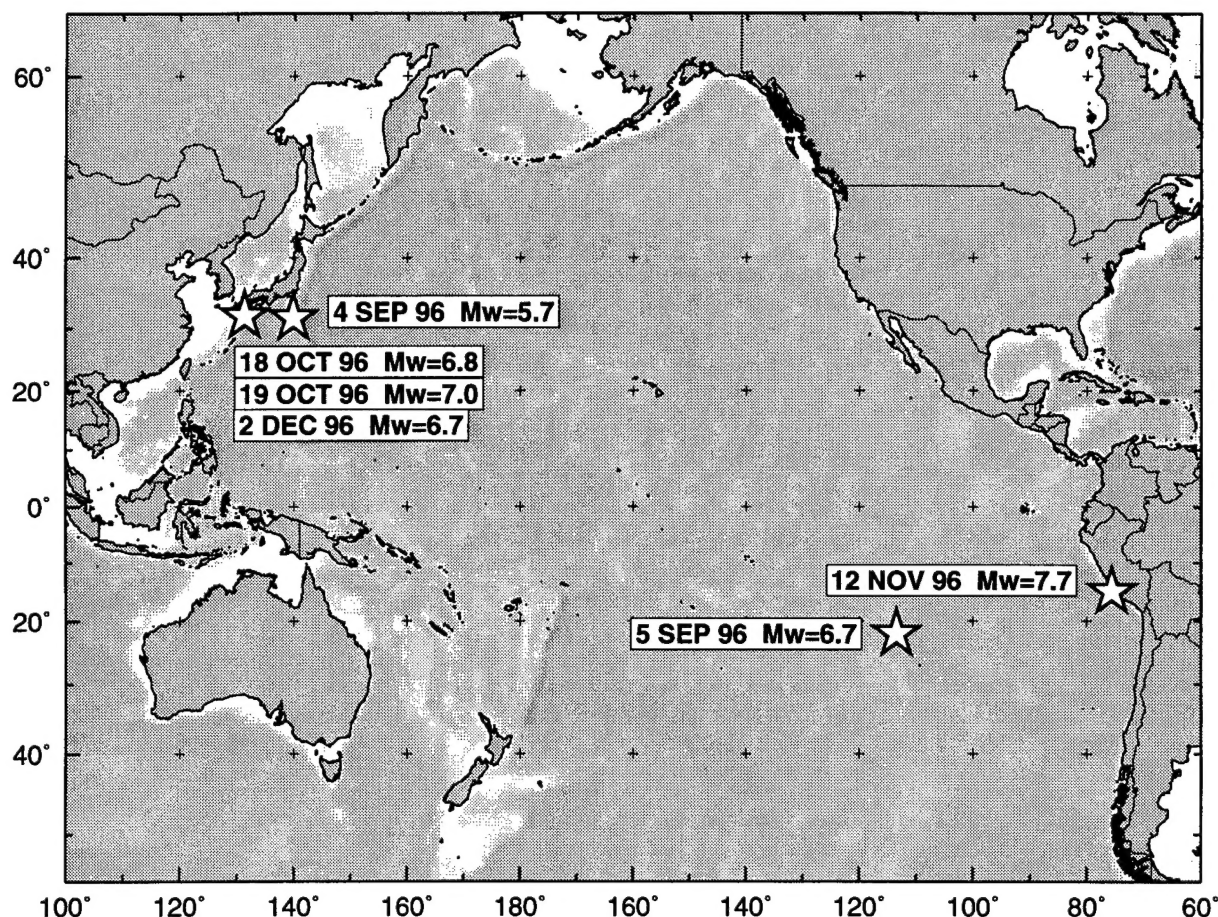 60°
40°
4 SEP 96 Mw=5.7
18 OCT 96 Mw=6.8
20°
19 OCT 96 Mw=7.0
2 DEC 96 Mw=6.7
0°
12 NOV 96 Mw=7.7
20°
5 SEP 96 Mw=6.7
40°
100° 120° 140° 160° 180° 160° 140° 120° 100° 80° 60°